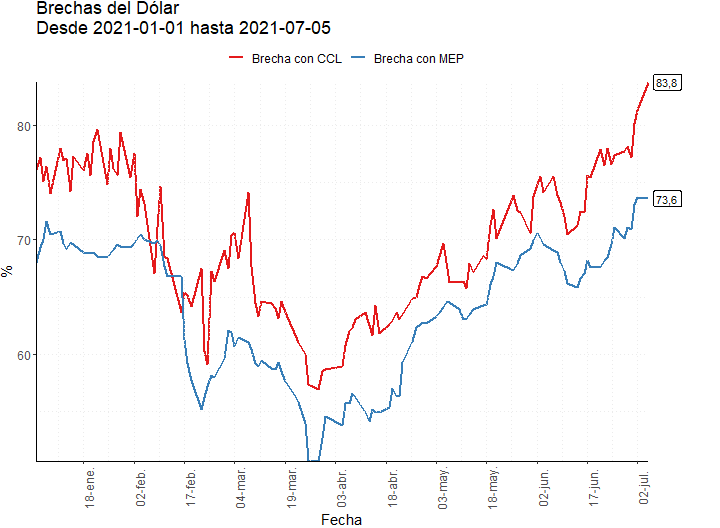 Brechas del Dólar
Desde 2021-01-01 hasta 2021-07-05
Brecha con CCL
Brecha con MEP
83,8
80
73,6
70
%
60
18-ene.
02-feb.
17-feb.
04-mar.
19-mar.
03-abr.
18-abr.
03-may.
18-may.
02-jun.
17-jun.
02-jul.
Fecha